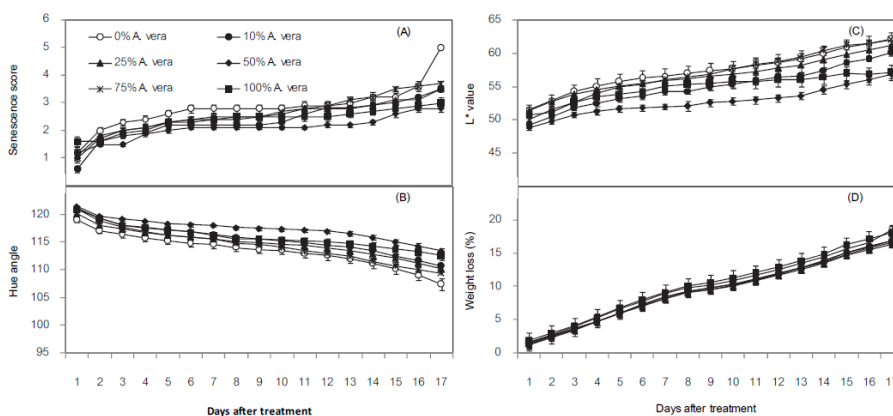 (A)
0% A. vera
10% A. vera
25% A. vera
50% A. vera
75% A. vera
100% A. vera
Senesence score
6
5
4
3
2
1
(B)
Hue angle
120
115
110
105
100
95
1 2 3 4 5 6 7 8 9 10 11 12 13 14 15 16 17
Days after treatment
(C)
L* value
65
60
55
50
45
(D)
Weight loss (%)
20
15
10
5
0
1 2 3 4 5 6 7 8 9 10 11 12 13 14 15 16 17
Days after treatment